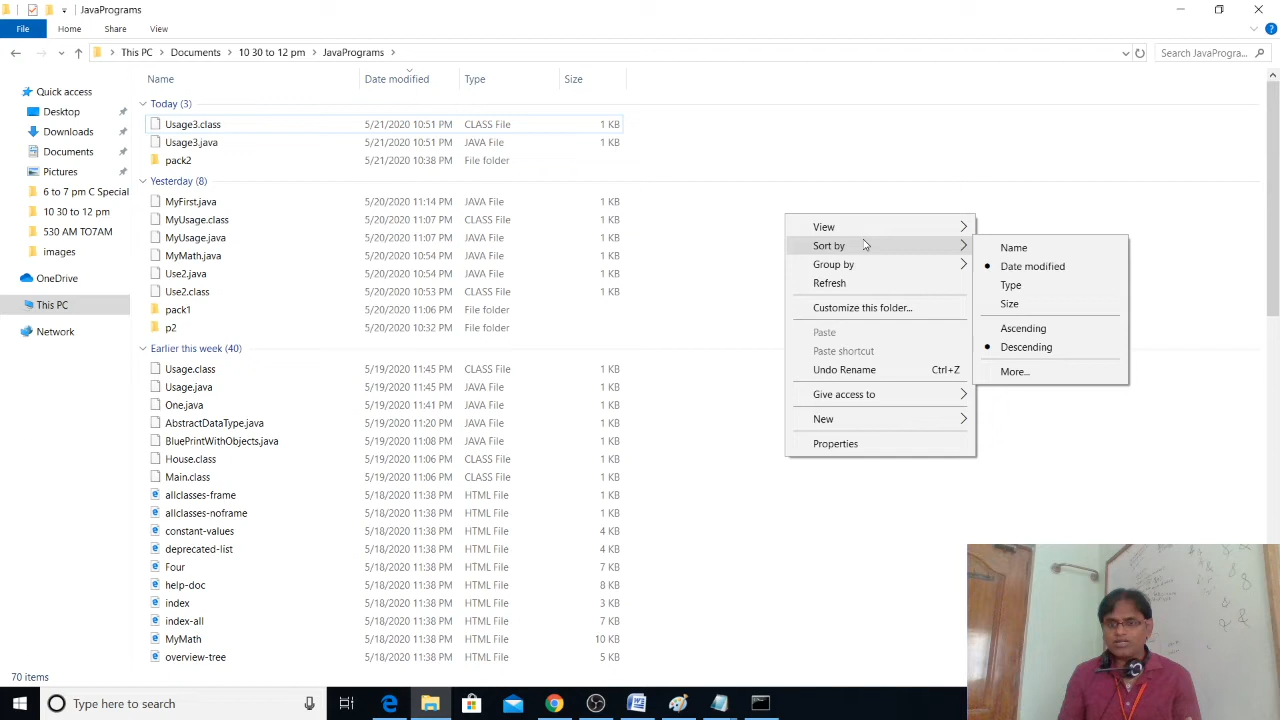 JavaPrograms
File Home Share View
This PC Documents 10 30 to 12 pm JavaPrograms
Search JavaProgra...
Name Date modified Type Size
Quick access
Desktop
Downloads
Documents
Pictures
6 to 7 pm C Special
10 30 to 12 pm
530 AM TO7AM
images
OneDrive
This PC
Network
Today (3)
Usage3.class 5/21/2020 10:51 PM CLASS File 1 KB
Usage3.java 5/21/2020 10:51 PM JAVA File 1 KB
pack2 5/21/2020 10:38 PM File folder
Yesterday (8)
MyFirst.java 5/20/2020 11:14 PM JAVA File 1 KB
MyUsage.class 5/20/2020 11:07 PM CLASS File 1 KB
MyUsage.java 5/20/2020 11:07 PM JAVA File 1 KB
MyMath.java 5/20/2020 11:06 PM JAVA File 1 KB
Use2.java 5/20/2020 10:54 PM JAVA File 1 KB
Use2.class 5/20/2020 10:53 PM CLASS File 1 KB
pack1 5/20/2020 11:06 PM File folder
p2 5/20/2020 10:32 PM File folder
Earlier this week (40)
Usage.class 5/19/2020 11:45 PM CLASS File 1 KB
Usage.java 5/19/2020 11:45 PM JAVA File 1 KB
One.java 5/19/2020 11:41 PM JAVA File 1 KB
AbstractDataType.java 5/19/2020 11:20 PM JAVA File 1 KB
BluePrintWithObjects.java 5/19/2020 11:08 PM JAVA File 1 KB
House.class 5/19/2020 11:06 PM CLASS File 1 KB
Main.class 5/19/2020 11:06 PM CLASS File 1 KB
allclasses-frame 5/18/2020 11:38 PM HTML File 1 KB
allclasses-noframe 5/18/2020 11:38 PM HTML File 1 KB
constant-values 5/18/2020 11:38 PM HTML File 4 KB
deprecated-list 5/18/2020 11:38 PM HTML File 4 KB
Four 5/18/2020 11:38 PM HTML File 9 KB
help-doc 5/18/2020 11:38 PM HTML File 8 KB
index 5/18/2020 11:38 PM HTML File 3 KB
index-all 5/18/2020 11:38 PM HTML File 7 KB
MyMath 5/18/2020 11:38 PM HTML File 10 KB
overview-tree 5/18/2020 11:38 PM HTML File 5 KB
View
Sort by
Group by
Refresh
Customize this folder...
Paste
Paste shortcut
Undo Rename Ctrl+Z
Give access to
New
Properties
Name
Date modified
Type
Size
Ascending
Descending
More...
70 items
Type here to search